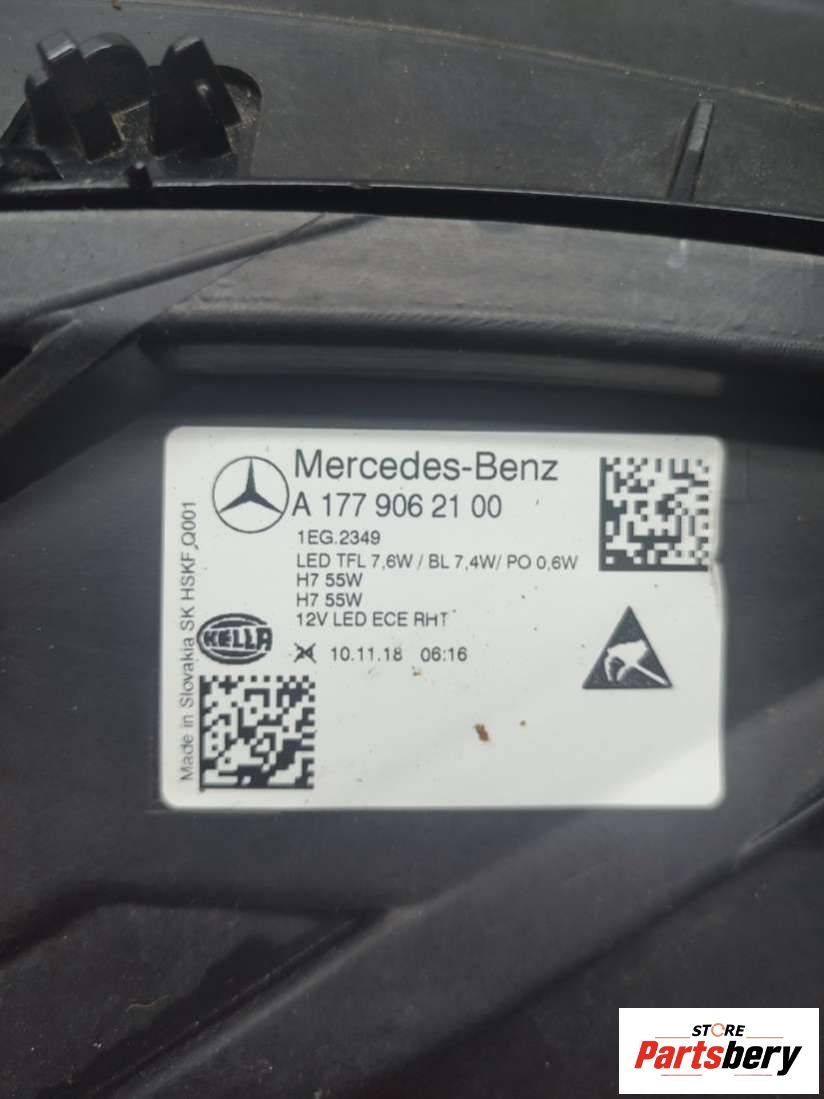 Mercedes-Benz
A 177 906 21 00
1EG.2349
LED TFL 7,6W / BL 7,4W/ PO 0,6W
H7 55W
H7 55W
12V LED ECE RHT
HELLA
10.11.18 06:16
Made in Slovakia SK HSKF Q001
STORE
Partsbery